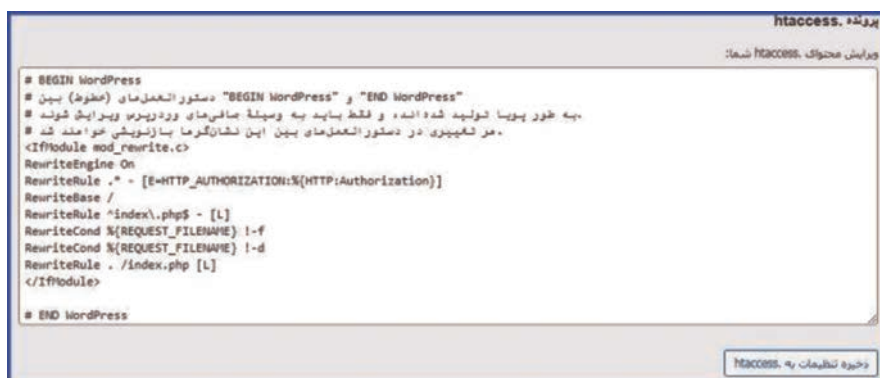 پرونده .htaccess
ویرایش محتوای .htaccess شما:
# BEGIN WordPress
# دستورالعمل‌های (خطوط) بین "BEGIN WordPress" و "END WordPress"
# به طور پویا تولید شده‌اند، و فقط باید به وسیلهٔ صافی‌های وردپرس ویرایش شوند.
# هر تغییری در دستورالعمل‌های بین این نشان‌گرها بازنویشی خواهند شد.
<IfModule mod_rewrite.c>
RewriteEngine On
RewriteRule .* - [E=HTTP_AUTHORIZATION:%{HTTP:Authorization}]
RewriteBase /
RewriteRule ^index\.php$ - [L]
RewriteCond %{REQUEST_FILENAME} !-f
RewriteCond %{REQUEST_FILENAME} !-d
RewriteRule . /index.php [L]
</IfModule>
# END WordPress
ذخیره تنظیمات به .htaccess